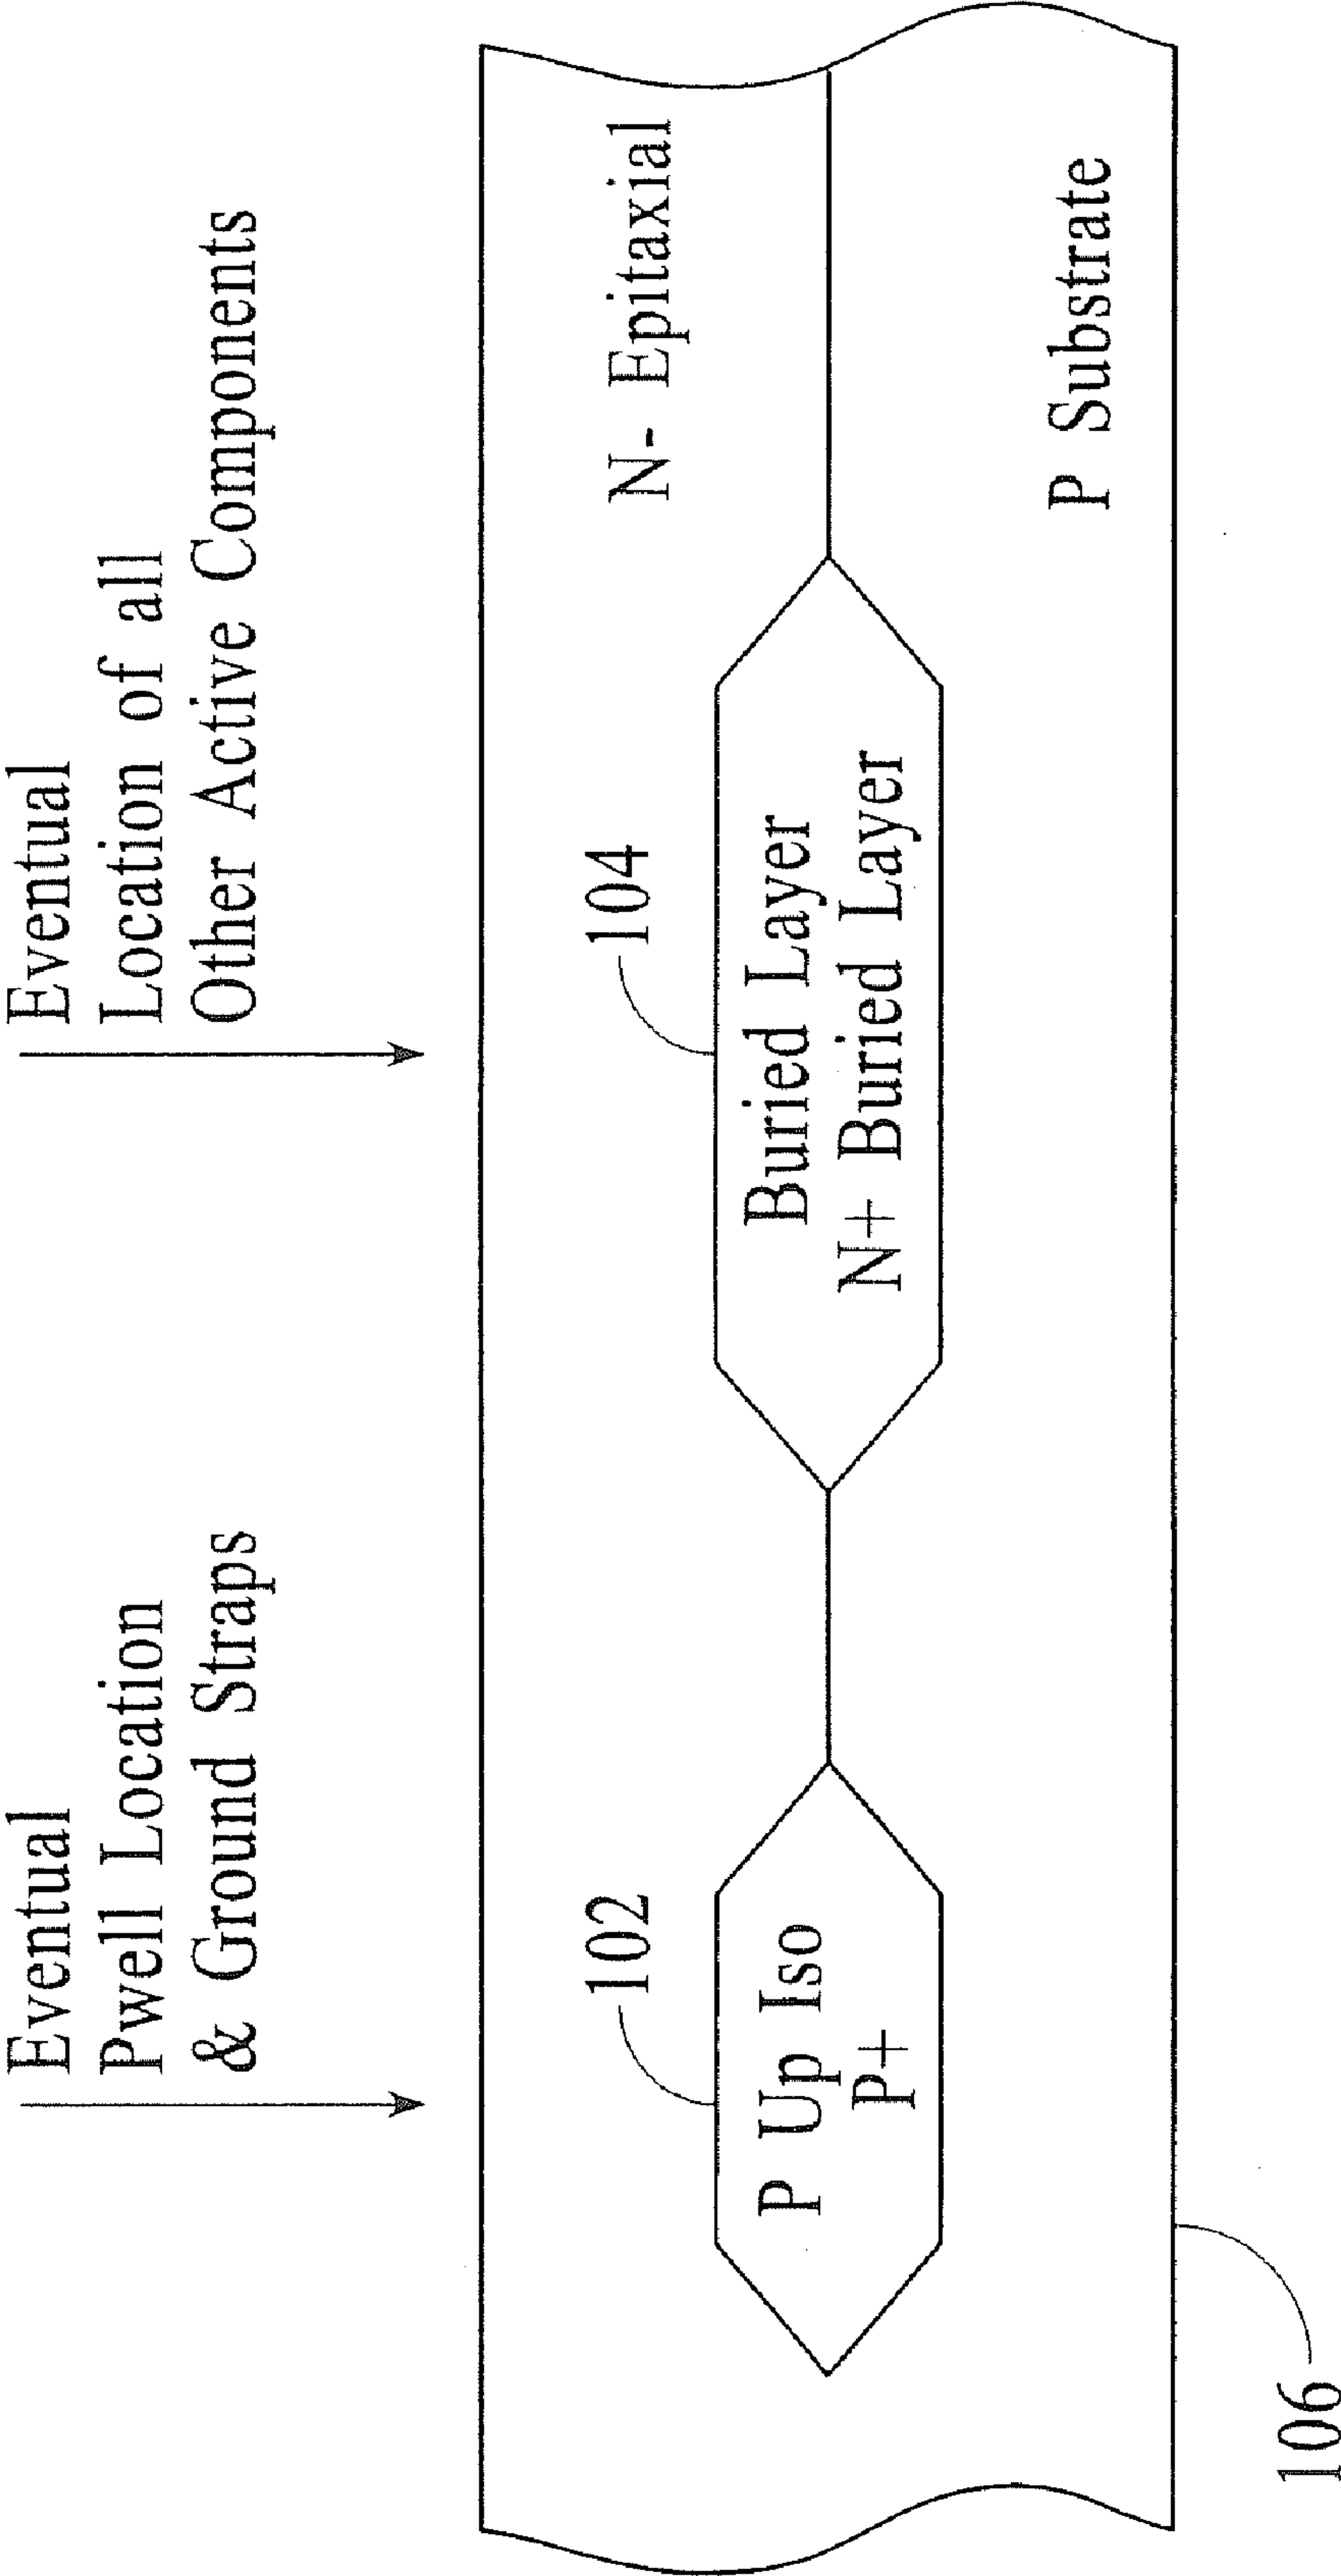 Eventual
Pwell Location
& Ground Straps
Eventual
Location of all
Other Active Components
102
104
N- Epitaxial
P Up Iso
P+
Buried Layer
N+ Buried Layer
P Substrate
106